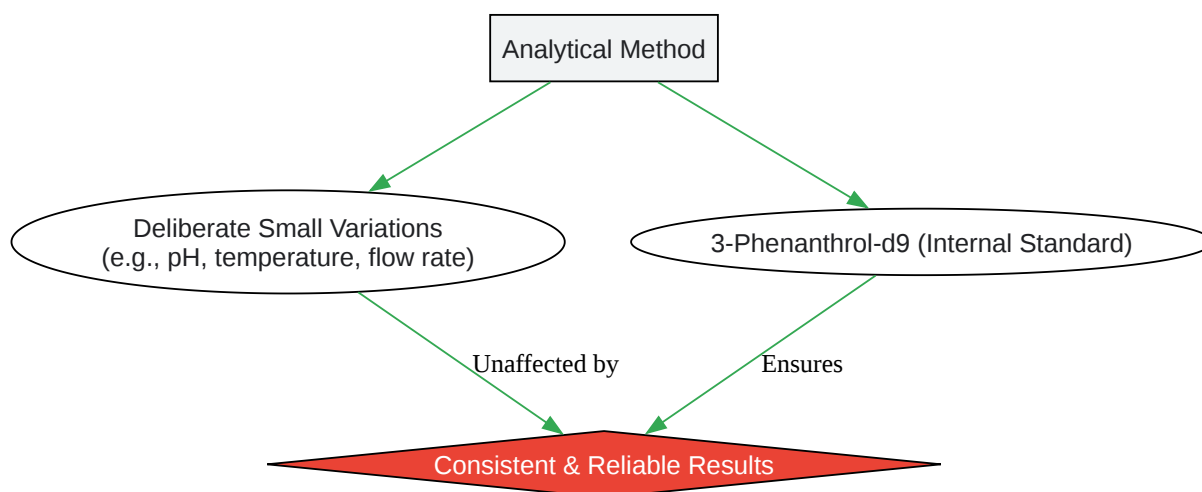 Analytical Method
Deliberate Small Variations
(e.g., pH, temperature, flow rate)
3-Phenanthrol-d9 (Internal Standard)
Unaffected by
Ensures
Consistent & Reliable Results